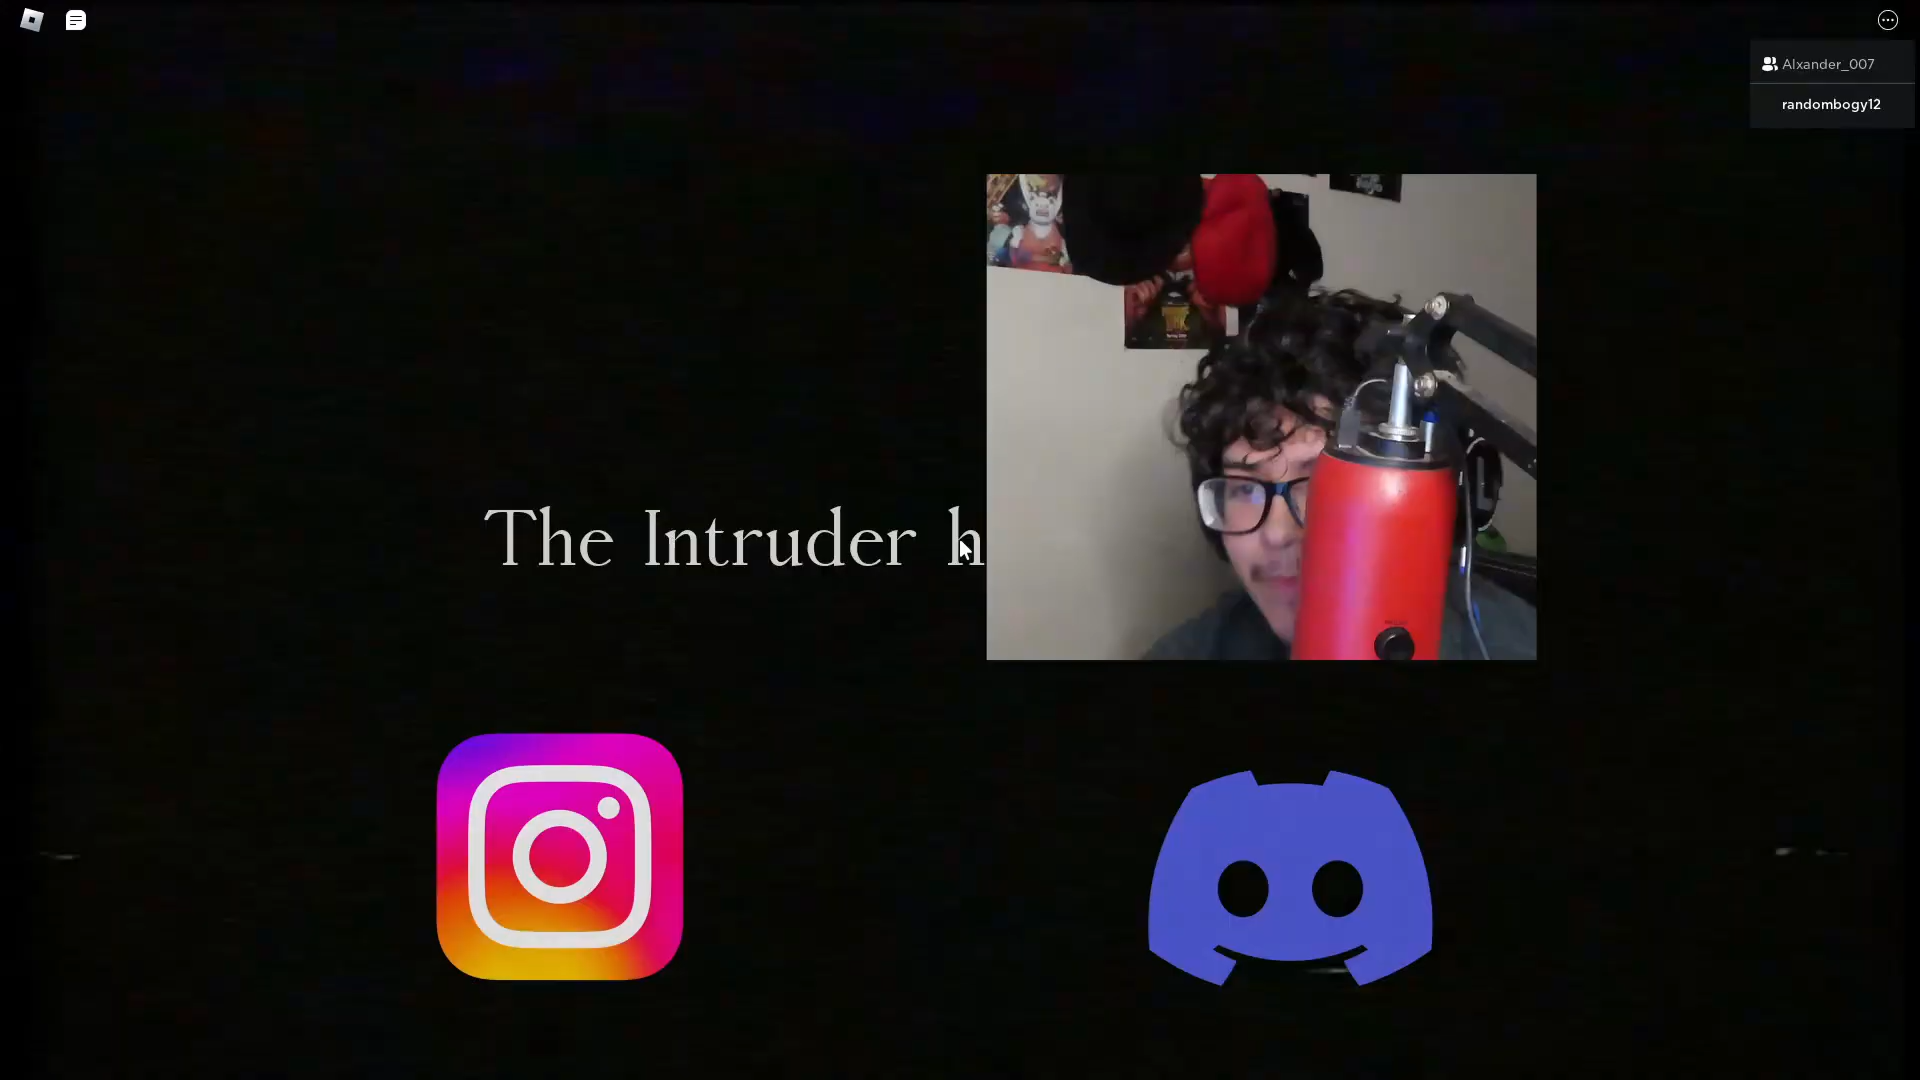 Alxander_007
randombogy12
The Intruder h